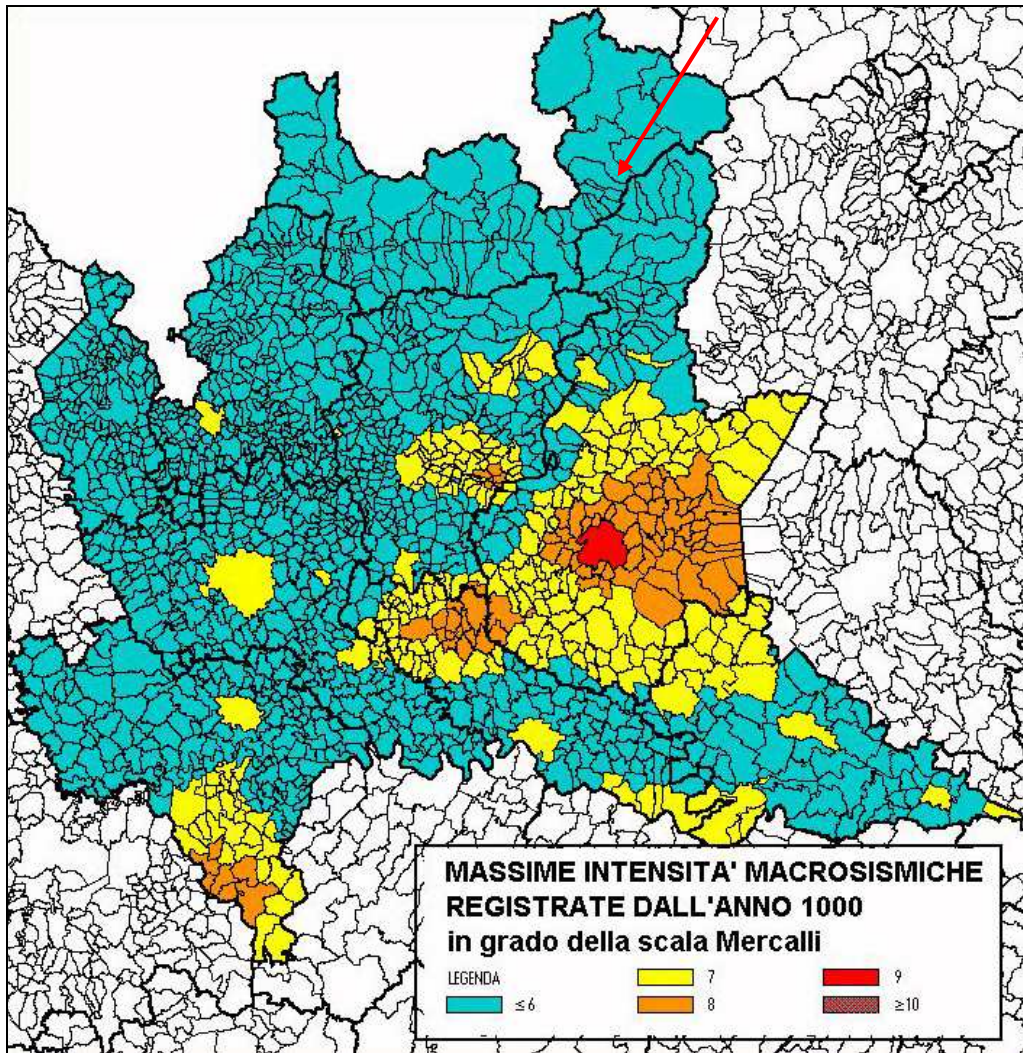 MASSIME INTENSITA' MACROSISMICHE
REGISTRATE DALL'ANNO 1000
in grado della scala Mercalli
LEGENDA
≤6
7
8
9
≥10